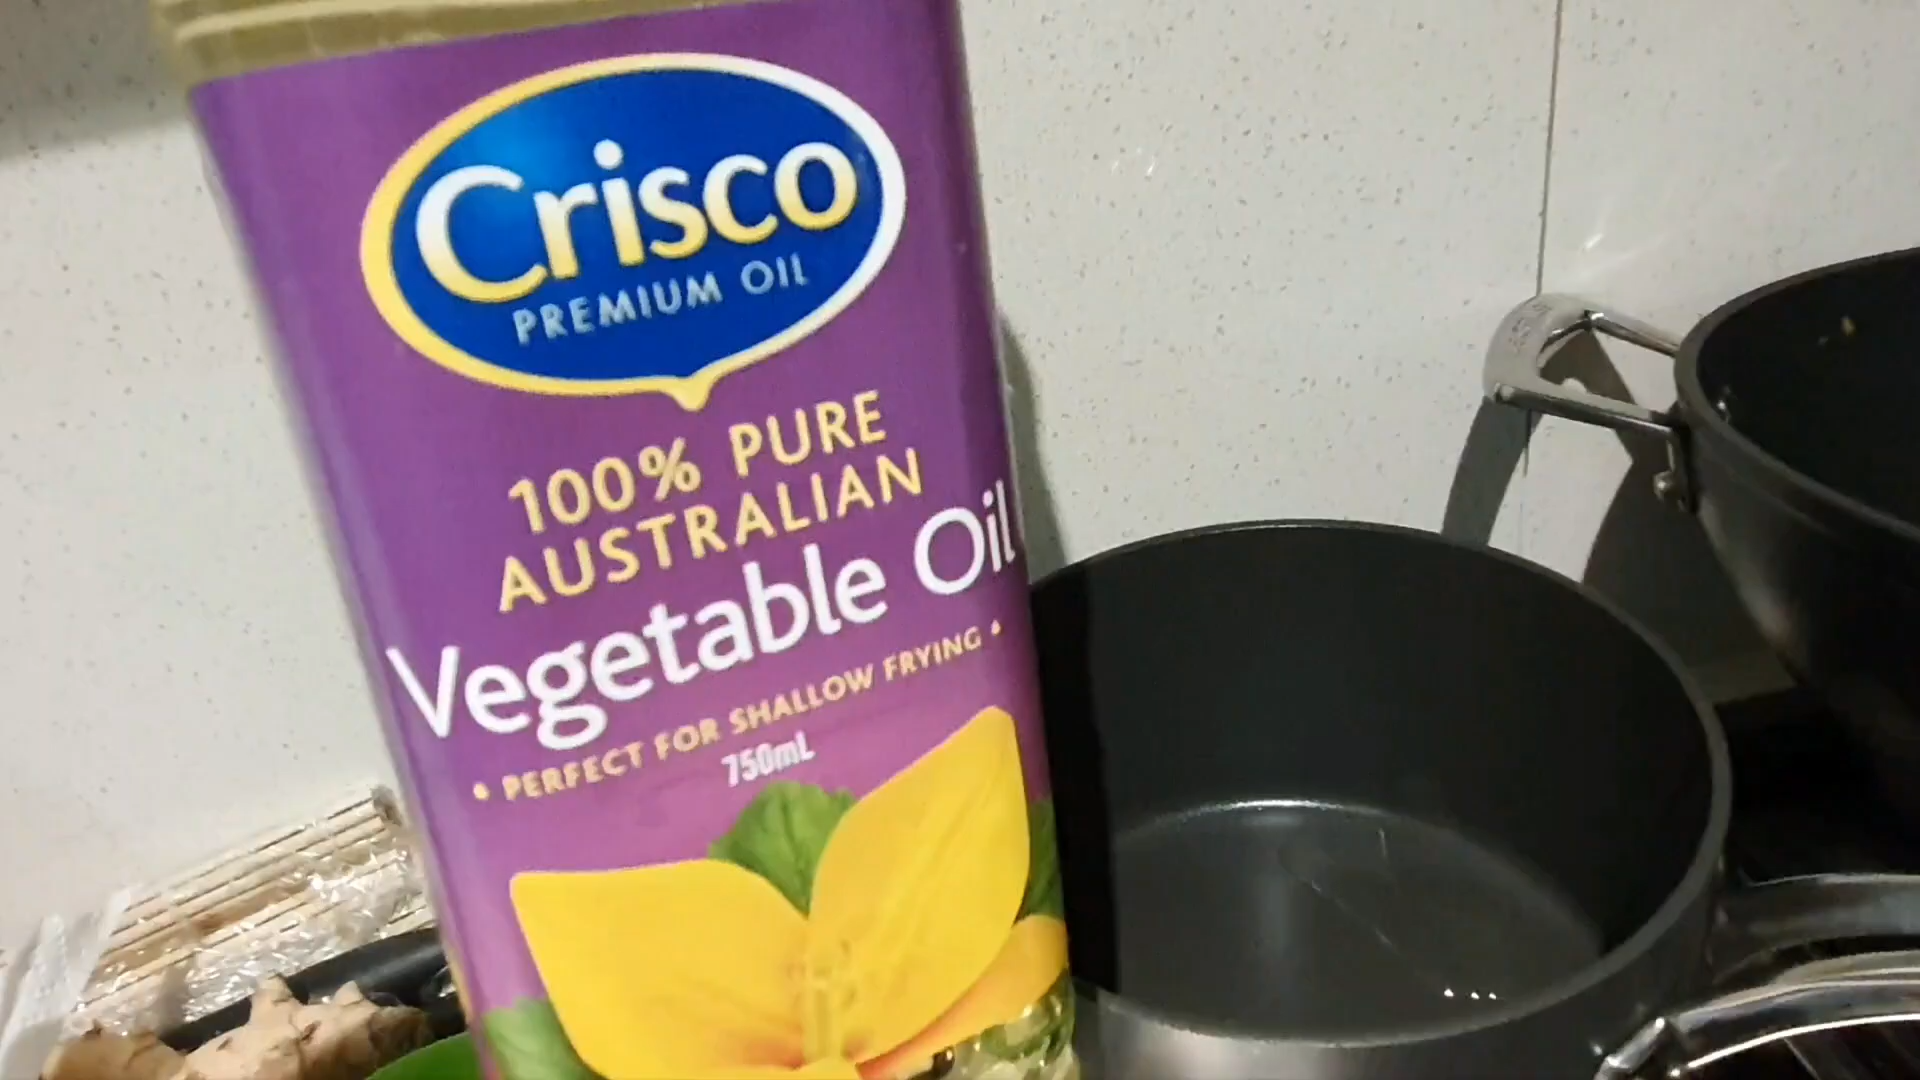 Crisco
PREMIUM OIL
100% PURE
AUSTRALIAN
Vegetable Oil
• PERFECT FOR SHALLOW FRYING •
750mL